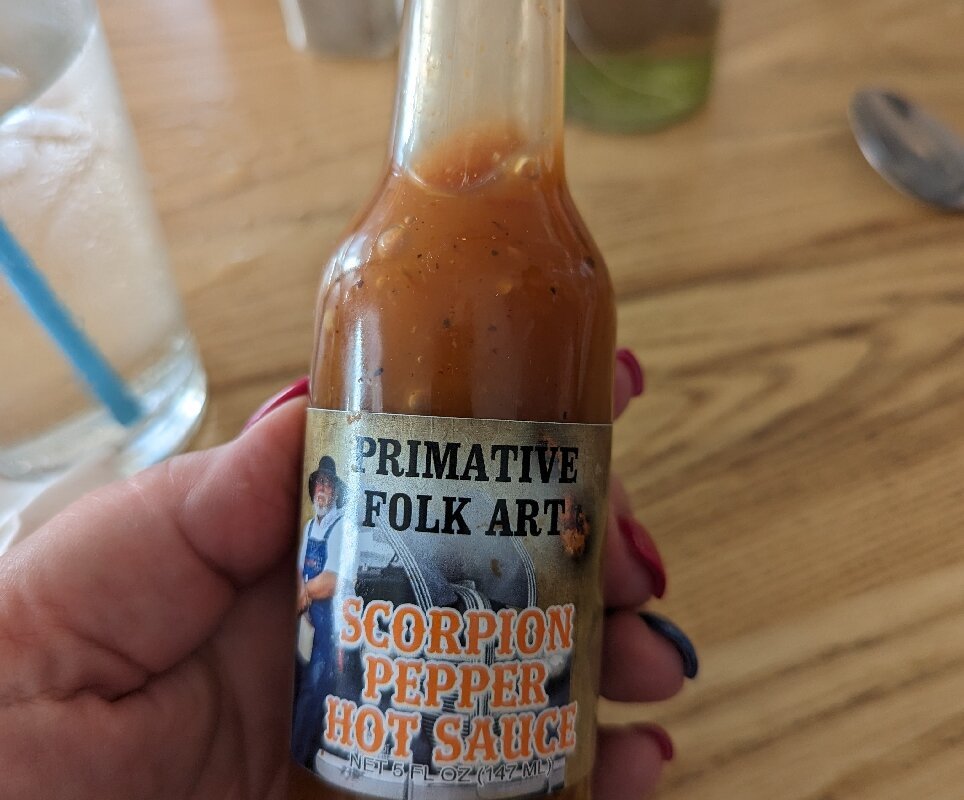 PRIMATIVE
FOLK ART
SCORPION
PEPPER
HOT SAUCE
NET 5 FL OZ (147 ML)